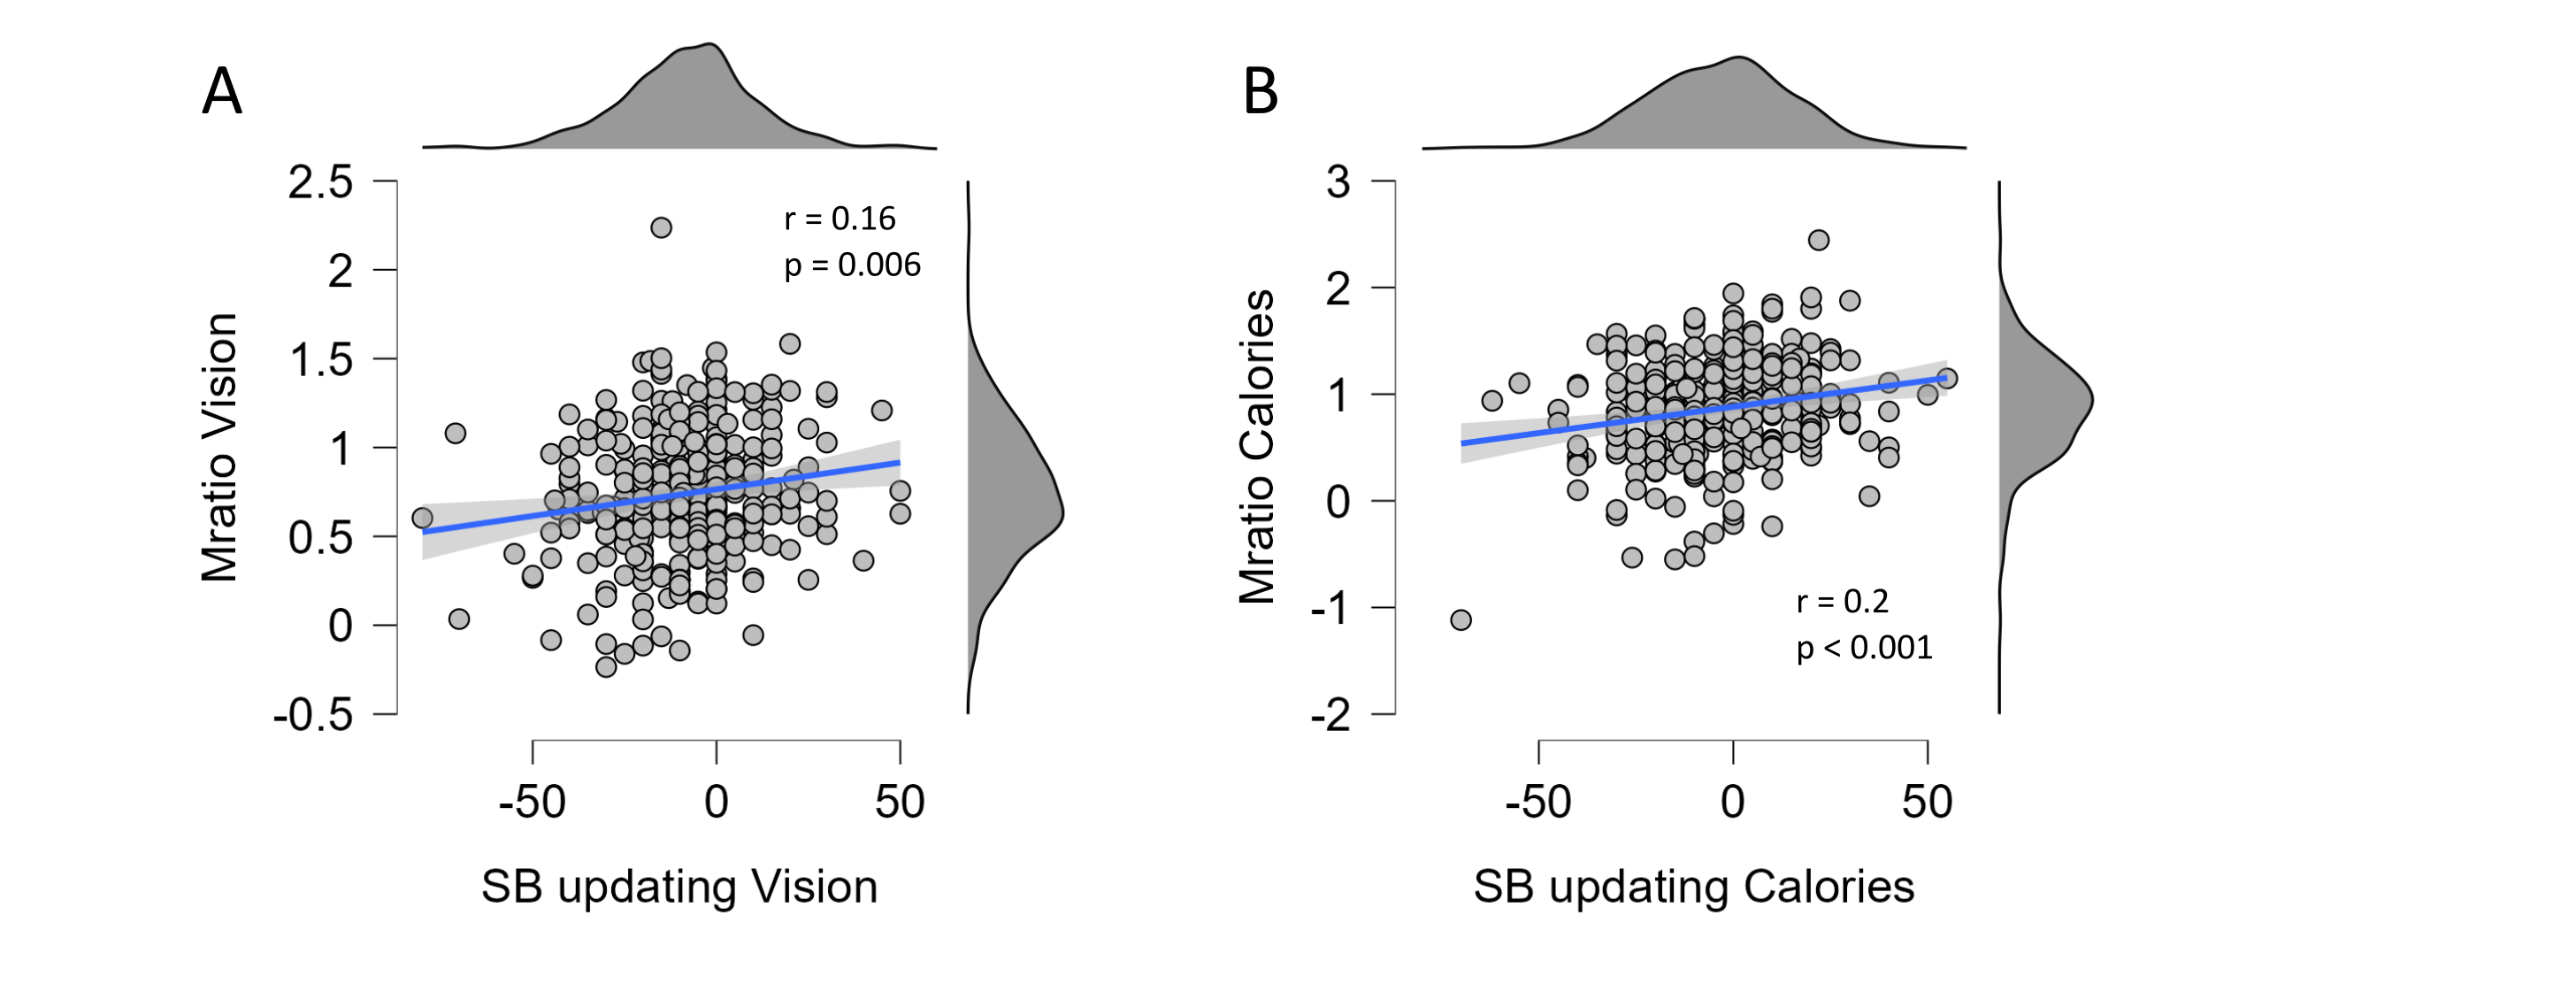 A
2.5
2
1.5
1
0.5
0
-0.5
Mratio Vision
r = 0.16
p = 0.006
-50 0 50
SB updating Vision
B
3
2
1
0
-1
-2
Mratio Calories
r = 0.2
p < 0.001
-50 0 50
SB updating Calories